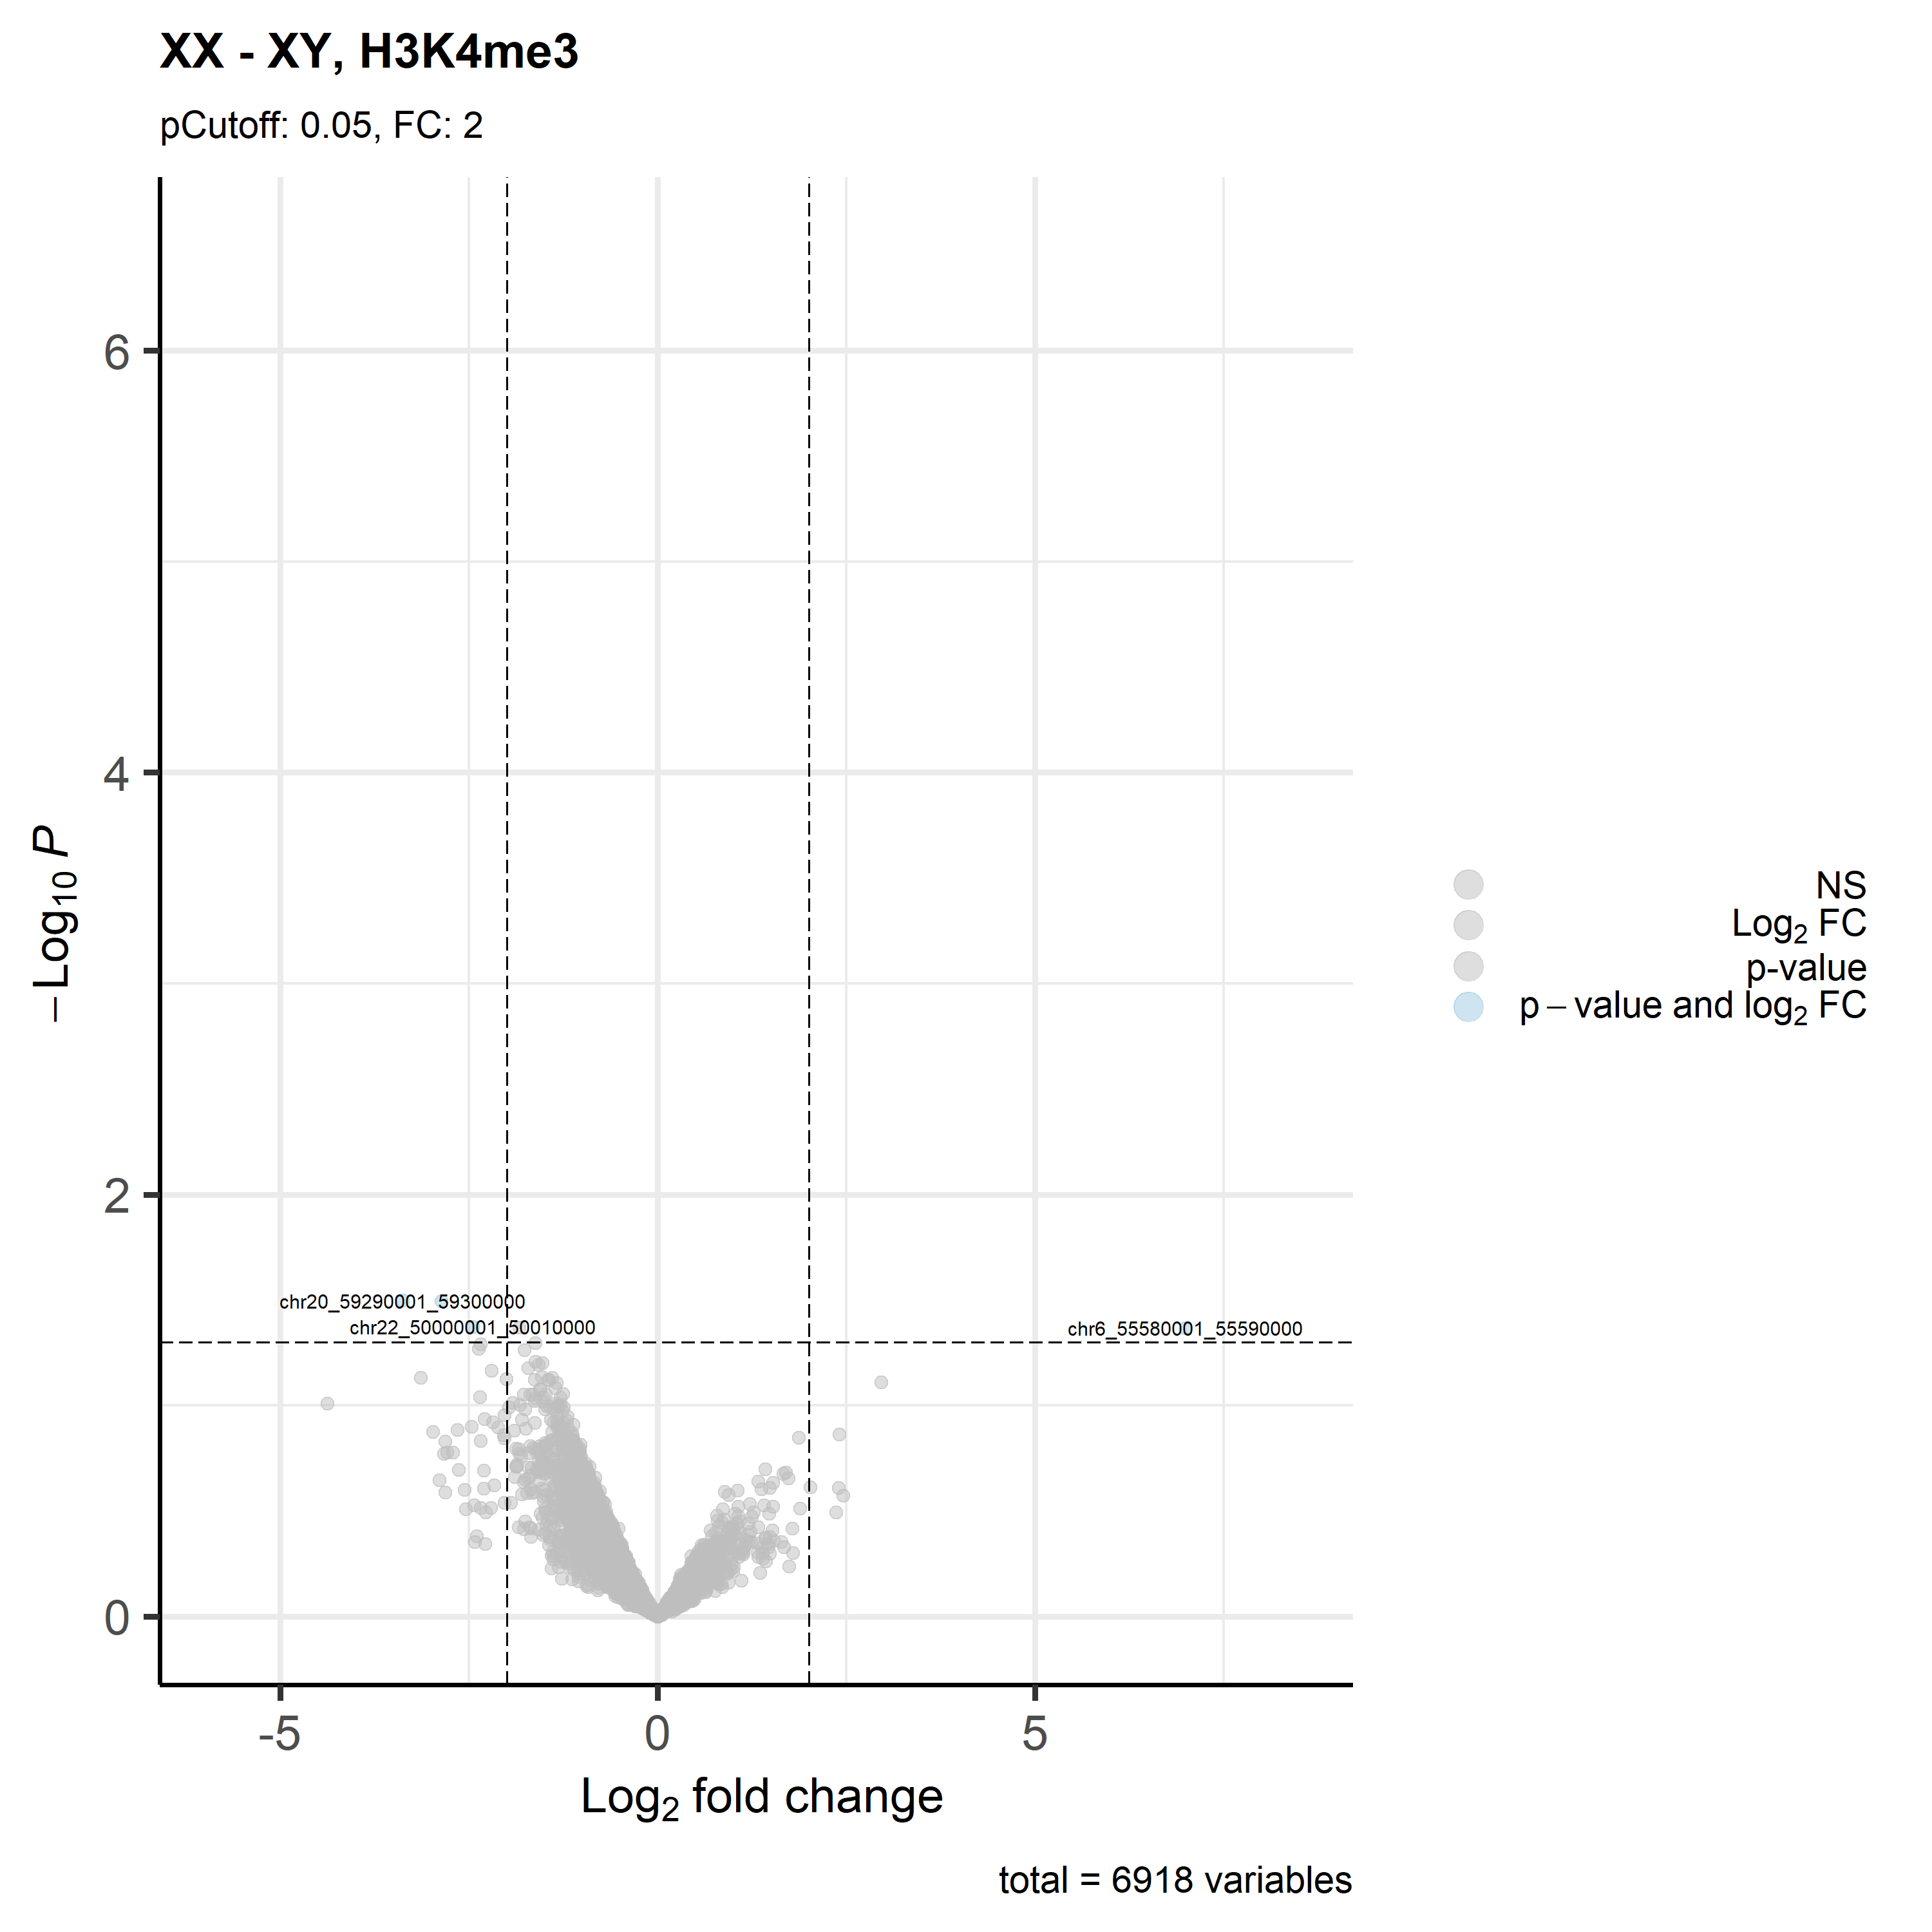 XX - XY, H3K4me3
pCutoff: 0.05, FC: 2
6
4
2
0
−Log10 P
chr20_59290001_59300000
chr22_50000001_50010000
chr6_55580001_55590000
-5
0
5
Log2 fold change
NS
Log2 FC
p-value
p − value and log2 FC
total = 6918 variables